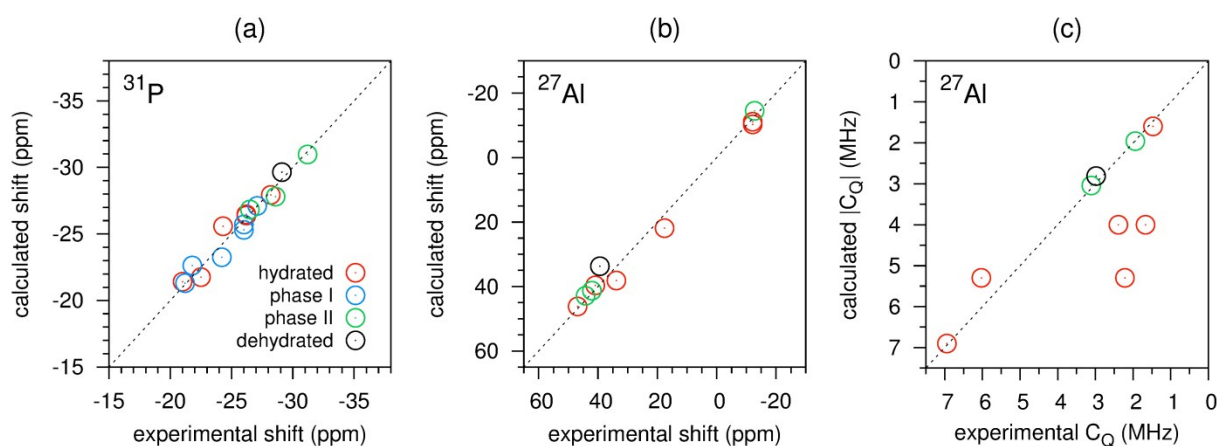 (a)
(b)
(c)
31P
27Al
27Al
calculated shift (ppm)
-35
-30
-25
-20
-15
-15
-20
-25
-30
-35
experimental shift (ppm)
hydrated
phase I
phase II
dehydrated
calculated shift (ppm)
-20
0
20
40
60
60
40
20
0
-20
experimental shift (ppm)
calculated |CQ| (MHz)
0
1
2
3
4
5
6
7
7
6
5
4
3
2
1
0
experimental CQ (MHz)